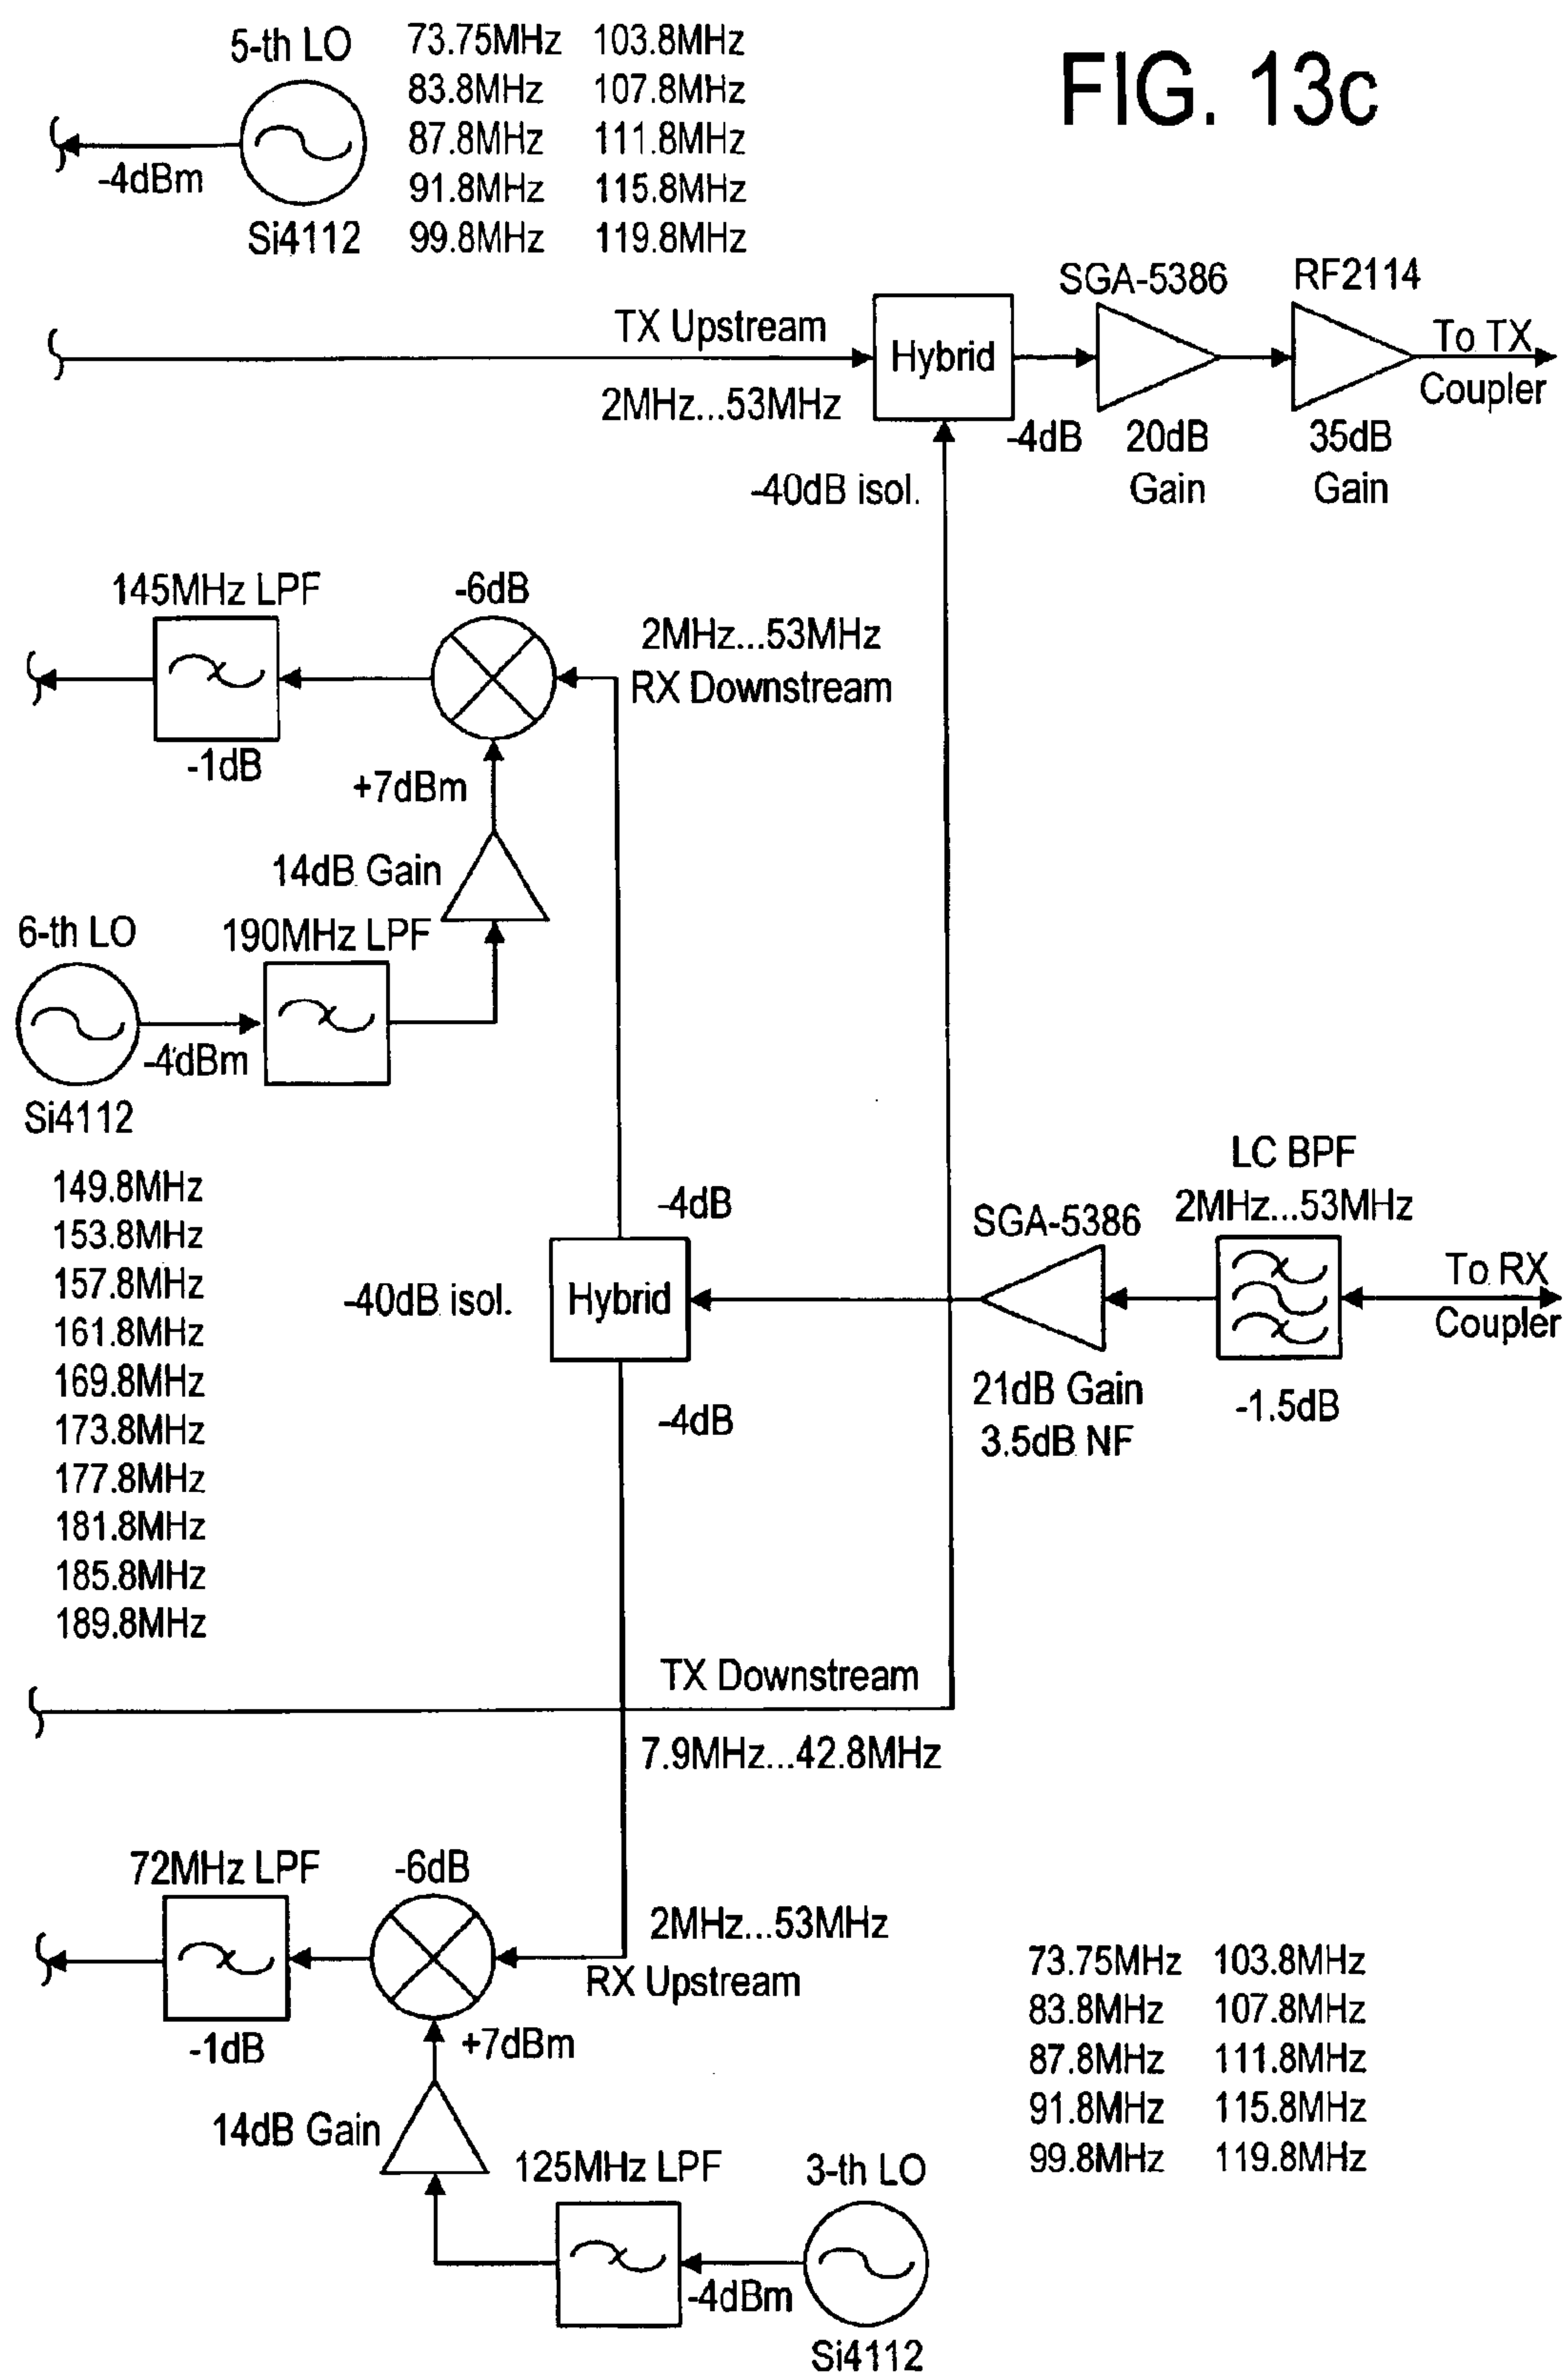 FIG. 13c
5-th LO
-4dBm
Si4112
73.75MHz 103.8MHz
83.8MHz 107.8MHz
87.8MHz 111.8MHz
91.8MHz 115.8MHz
99.8MHz 119.8MHz
TX Upstream
2MHz...53MHz
Hybrid
-4dB
-40dB isol.
SGA-5386
20dB
Gain
RF2114
35dB
Gain
To TX
Coupler
145MHz LPF
-1dB
-6dB
2MHz...53MHz
RX Downstream
+7dBm
14dB Gain
6-th LO
190MHz LPF
-4dBm
Si4112
149.8MHz
153.8MHz
157.8MHz
161.8MHz
169.8MHz
173.8MHz
177.8MHz
181.8MHz
185.8MHz
189.8MHz
-4dB
-40dB isol.
Hybrid
-4dB
SGA-5386
21dB Gain
3.5dB NF
LC BPF
2MHz...53MHz
-1.5dB
To RX
Coupler
TX Downstream
7.9MHz...42.8MHz
72MHz LPF
-1dB
-6dB
2MHz...53MHz
RX Upstream
+7dBm
14dB Gain
125MHz LPF
-4dBm
3-th LO
Si4112
73.75MHz 103.8MHz
83.8MHz 107.8MHz
87.8MHz 111.8MHz
91.8MHz 115.8MHz
99.8MHz 119.8MHz